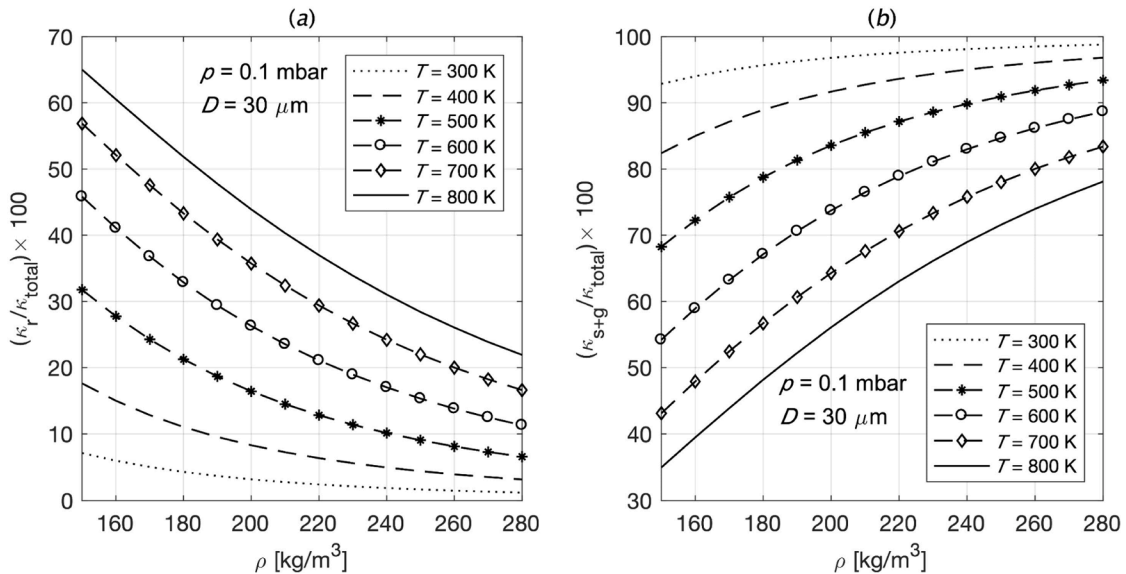 (a)
(κr/κtotal) × 100
70
60
50
40
30
20
10
0
p = 0.1 mbar
D = 30 μm
T = 300 K
T = 400 K
T = 500 K
T = 600 K
T = 700 K
T = 800 K
160 180 200 220 240 260 280
ρ [kg/m³]
(b)
(κs+g/κtotal) × 100
100
90
80
70
60
50
40
30
p = 0.1 mbar
D = 30 μm
T = 300 K
T = 400 K
T = 500 K
T = 600 K
T = 700 K
T = 800 K
160 180 200 220 240 260 280
ρ [kg/m³]